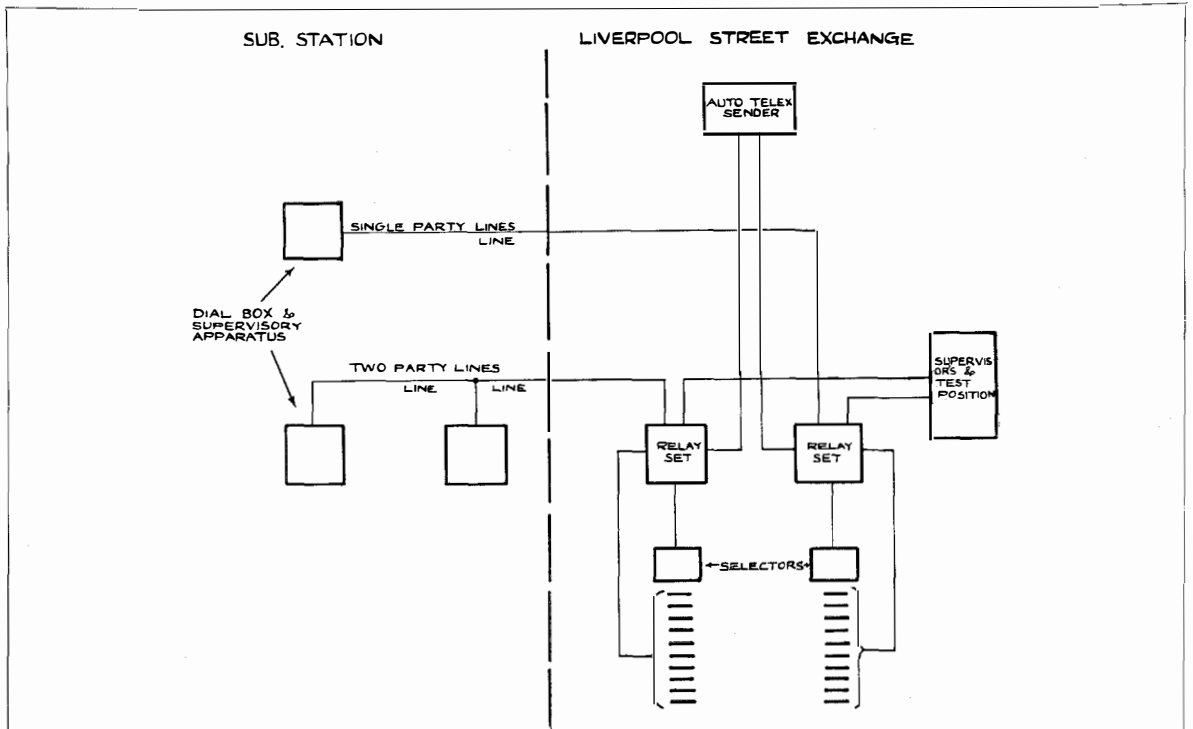 SUB. STATION
LIVERPOOL STREET EXCHANGE
AUTO TELEX
SENDER
SINGLE PARTY LINES
LINE
DIAL BOX &
SUPERVISORY
APPARATUS
TWO PARTY LINES
LINE LINE
SUPERVIS
ORS &
TEST
POSITION
RELAY
SET
RELAY
SET
SELECTORS